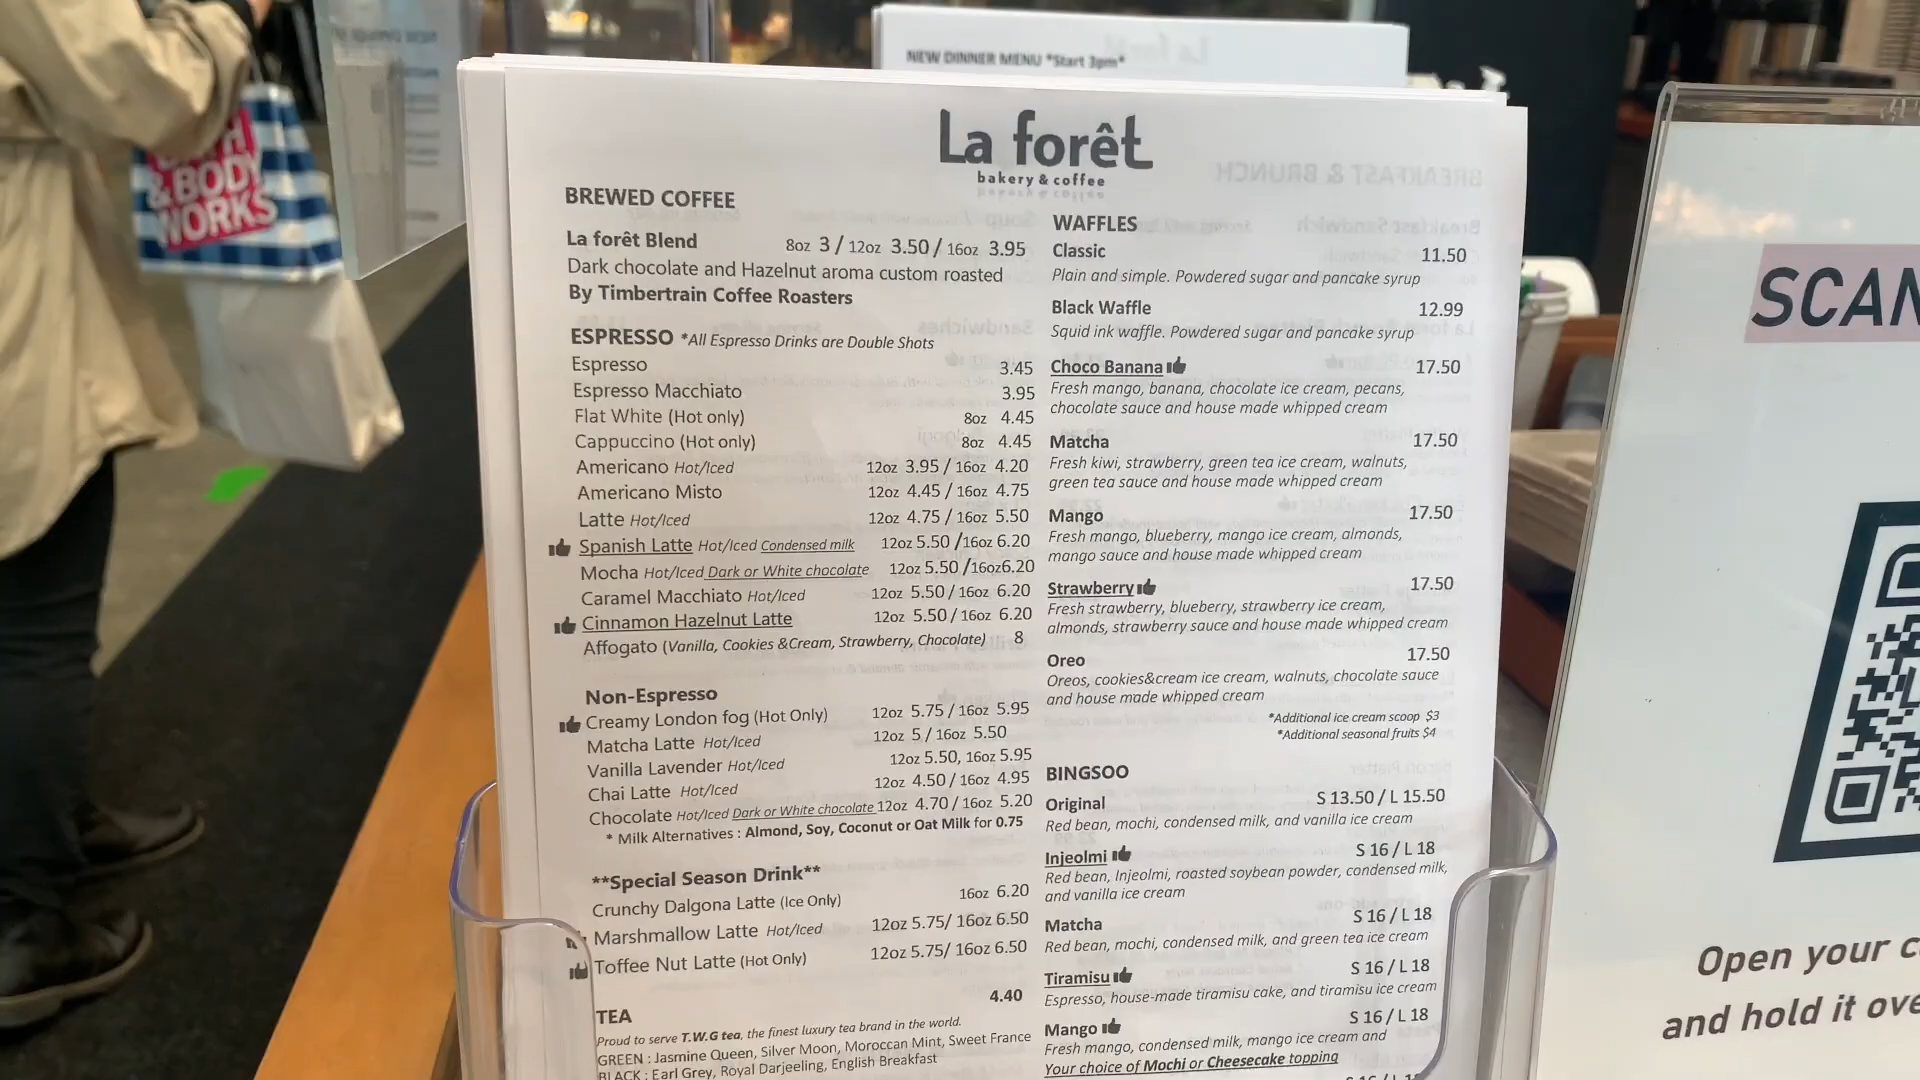 NEW DINNER MENU *Start 3pm*
La forêt
bakery & coffee
BREWED COFFEE
La forêt Blend 8oz 3 / 12oz 3.50 / 16oz 3.95
Dark chocolate and Hazelnut aroma custom roasted
By Timbertrain Coffee Roasters
ESPRESSO *All Espresso Drinks are Double Shots
Espresso 3.45
Espresso Macchiato 3.95
Flat White (Hot only) 8oz 4.45
Cappuccino (Hot only) 8oz 4.45
Americano Hot/Iced 12oz 3.95 / 16oz 4.20
Americano Misto 12oz 4.45 / 16oz 4.75
Latte Hot/Iced 12oz 4.75 / 16oz 5.50
Spanish Latte Hot/Iced Condensed milk 12oz 5.50 /16oz 6.20
Mocha Hot/Iced Dark or White chocolate 12oz 5.50 /16oz6.20
Caramel Macchiato Hot/Iced 12oz 5.50 / 16oz 6.20
Cinnamon Hazelnut Latte 12oz 5.50 / 16oz 6.20
Affogato (Vanilla, Cookies &Cream, Strawberry, Chocolate) 8
Non-Espresso
Creamy London fog (Hot Only) 12oz 5.75 / 16oz 5.95
Matcha Latte Hot/Iced 12oz 5 / 16oz 5.50
Vanilla Lavender Hot/Iced 12oz 5.50, 16oz 5.95
Chai Latte Hot/Iced 12oz 4.50 / 16oz 4.95
Chocolate Hot/Iced Dark or White chocolate 12oz 4.70 / 16oz 5.20
* Milk Alternatives : Almond, Soy, Coconut or Oat Milk for 0.75
**Special Season Drink**
Crunchy Dalgona Latte (Ice Only) 16oz 6.20
Marshmallow Latte Hot/Iced 12oz 5.75/ 16oz 6.50
Toffee Nut Latte (Hot Only) 12oz 5.75/ 16oz 6.50
TEA 4.40
Proud to serve T.W.G tea, the finest luxury tea brand in the world.
GREEN : Jasmine Queen, Silver Moon, Moroccan Mint, Sweet France
BLACK : Earl Grey, Royal Darjeeling, English Breakfast
WAFFLES
Classic 11.50
Plain and simple. Powdered sugar and pancake syrup
Black Waffle 12.99
Squid ink waffle. Powdered sugar and pancake syrup
Choco Banana 17.50
Fresh mango, banana, chocolate ice cream, pecans,
chocolate sauce and house made whipped cream
Matcha 17.50
Fresh kiwi, strawberry, green tea ice cream, walnuts,
green tea sauce and house made whipped cream
Mango 17.50
Fresh mango, blueberry, mango ice cream, almonds,
mango sauce and house made whipped cream
Strawberry 17.50
Fresh strawberry, blueberry, strawberry ice cream,
almonds, strawberry sauce and house made whipped cream
Oreo 17.50
Oreos, cookies&cream ice cream, walnuts, chocolate sauce
and house made whipped cream
*Additional ice cream scoop $3
*Additional seasonal fruits $4
BINGSOO
Original S 13.50 / L 15.50
Red bean, mochi, condensed milk, and vanilla ice cream
Injeolmi S 16 / L 18
Red bean, Injeolmi, roasted soybean powder, condensed milk,
and vanilla ice cream
Matcha S 16 / L 18
Red bean, mochi, condensed milk, and green tea ice cream
Tiramisu S 16 / L 18
Espresso, house-made tiramisu cake, and tiramisu ice cream
Mango S 16 / L 18
Fresh mango, condensed milk, mango ice cream and
Your choice of Mochi or Cheesecake topping
SCAN
Open your
and hold it
BATH
& BODY
WORKS